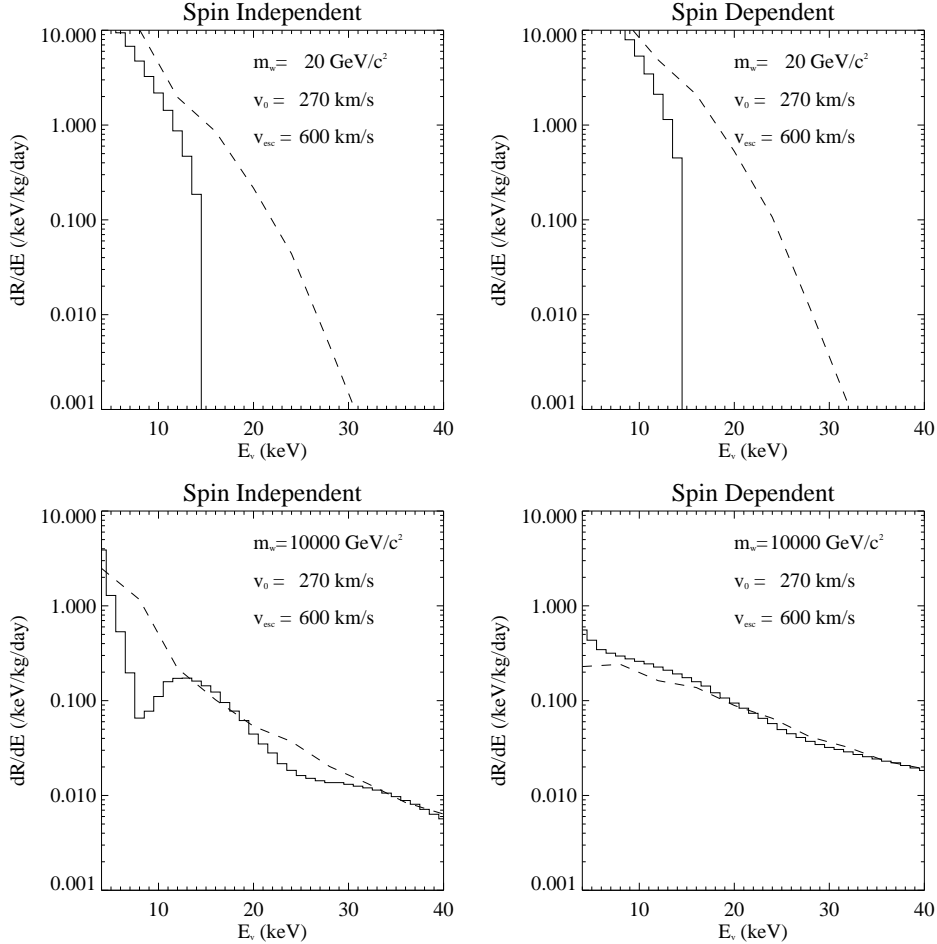 Spin Independent
10.000
1.000
0.100
0.010
0.001
dR/dE (/keV/kg/day)
m_w= 20 GeV/c²
v_0 = 270 km/s
v_esc = 600 km/s
10 20 30 40
E_v (keV)
Spin Dependent
10.000
1.000
0.100
0.010
0.001
dR/dE (/keV/kg/day)
m_w= 20 GeV/c²
v_0 = 270 km/s
v_esc = 600 km/s
10 20 30 40
E_v (keV)
Spin Independent
10.000
1.000
0.100
0.010
0.001
dR/dE (/keV/kg/day)
m_w=10000 GeV/c²
v_0 = 270 km/s
v_esc = 600 km/s
10 20 30 40
E_v (keV)
Spin Dependent
10.000
1.000
0.100
0.010
0.001
dR/dE (/keV/kg/day)
m_w=10000 GeV/c²
v_0 = 270 km/s
v_esc = 600 km/s
10 20 30 40
E_v (keV)